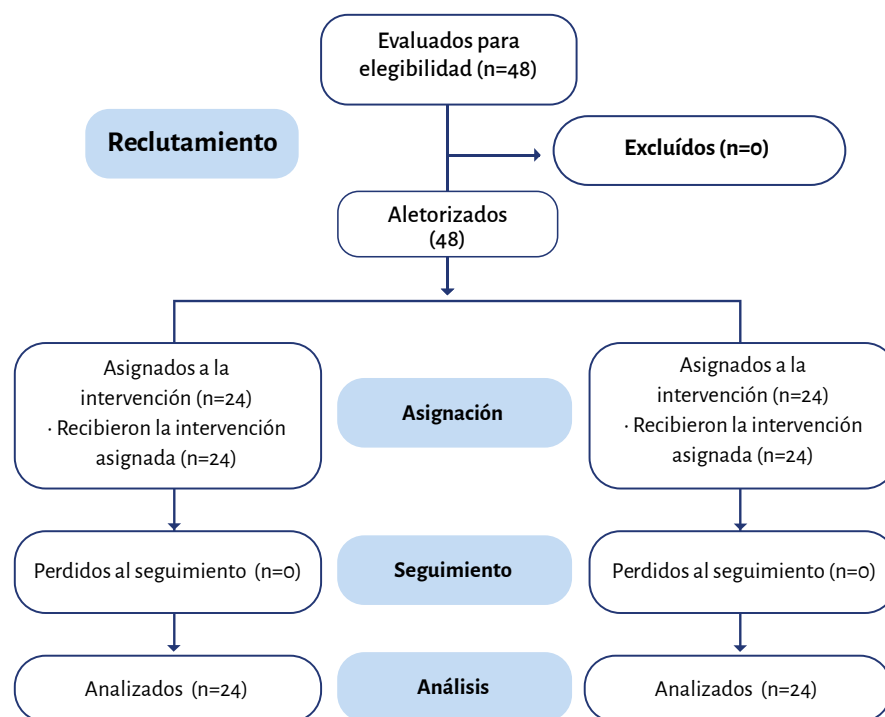 Evaluados para
elegibilidad (n=48)
Reclutamiento
Excluídos (n=0)
Aletorizados
(48)
Asignados a la
intervención (n=24)
· Recibieron la intervención
asignada (n=24)
Asignación
Asignados a la
intervención (n=24)
· Recibieron la intervención
asignada (n=24)
Perdidos al seguimiento (n=0)
Seguimiento
Perdidos al seguimiento (n=0)
Analizados (n=24)
Análisis
Analizados (n=24)